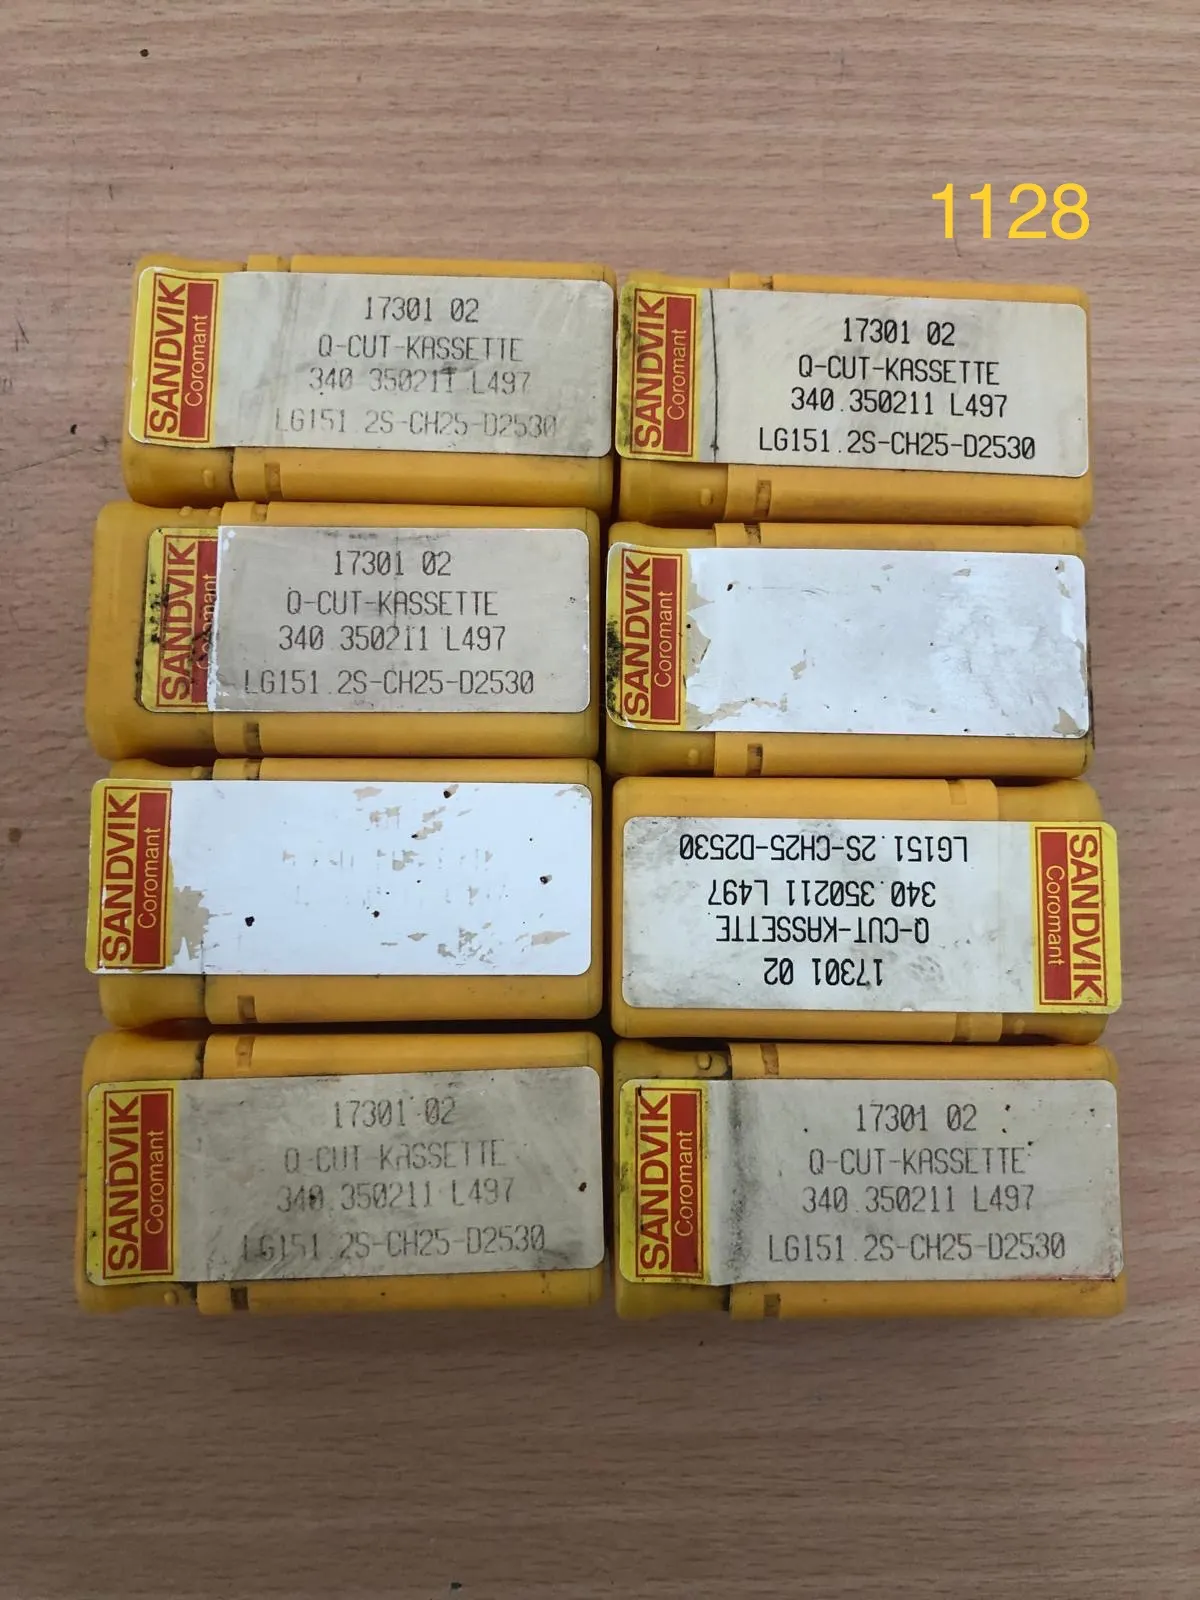 1128
SANDVIK
Coromant
17301 02
Q-CUT-KASSETTE
340.350211 L497
LG151.2S-CH25-D2530
SANDVIK
Coromant
17301 02
Q-CUT-KASSETTE
340.350211 L497
LG151.2S-CH25-D2530
SANDVIK
Coromant
17301 02
Q-CUT-KASSETTE
340.350211 L497
LG151.2S-CH25-D2530
SANDVIK
Coromant
SANDVIK
Coromant
SANDVIK
Coromant
17301 02
Q-CUT-KASSETTE
340.350211 L497
LG151.2S-CH25-D2530
SANDVIK
Coromant
17301 02
Q-CUT-KASSETTE
340.350211 L497
LG151.2S-CH25-D2530
SANDVIK
Coromant
17301 02
Q-CUT-KASSETTE
340.350211 L497
LG151.2S-CH25-D2530